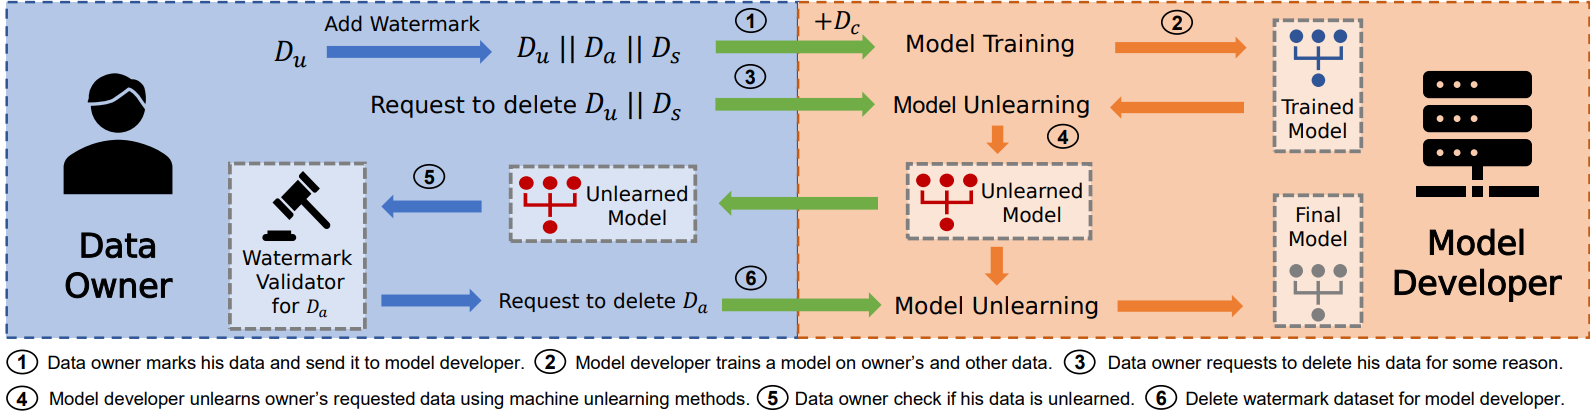 Add Watermark
D_u
D_u || D_a || D_s
①
+D_c
Model Training
②
Trained
Model
Request to delete D_u || D_s
③
Model Unlearning
④
Data
Owner
Watermark
Validator
for D_a
⑤
Unlearned
Model
Unlearned
Model
Final
Model
Model
Developer
Request to delete D_a
⑥
Model Unlearning
① Data owner marks his data and send it to model developer. ② Model developer trains a model on owner's and other data. ③ Data owner requests to delete his data for some reason.
④ Model developer unlearns owner's requested data using machine unlearning methods. ⑤ Data owner check if his data is unlearned. ⑥ Delete watermark dataset for model developer.